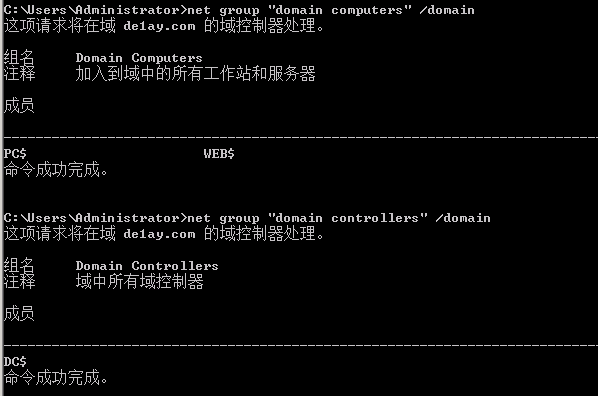 C:\Users\Administrator>net group "domain computers" /domain
这项请求将在域 de1ay.com 的域控制器处理。
组名 Domain Computers
注释 加入到域中的所有工作站和服务器
成员
-------------------------------------------------------------------------------
PC$ WEB$
命令成功完成。
C:\Users\Administrator>net group "domain controllers" /domain
这项请求将在域 de1ay.com 的域控制器处理。
组名 Domain Controllers
注释 域中所有域控制器
成员
-------------------------------------------------------------------------------
DC$
命令成功完成。